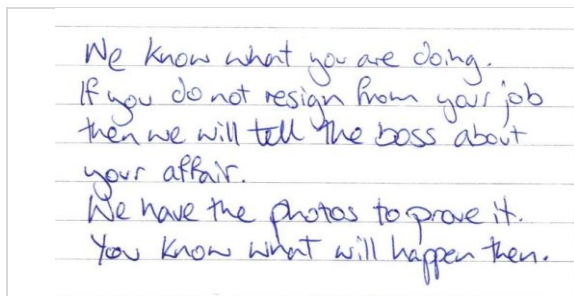 We know what you are doing.
If you do not resign from your job
then we will tell the boss about
your affair.
We have the photos to prove it.
You know what will happen then.